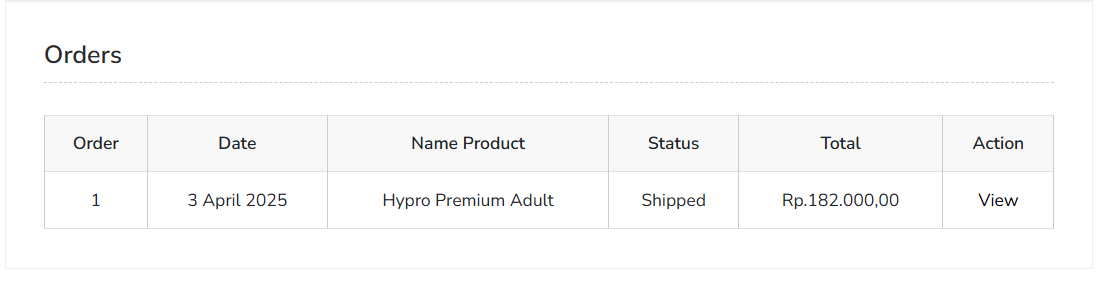 Orders
Order Date Name Product Status Total Action
1 3 April 2025 Hypro Premium Adult Shipped Rp.182.000,00 View